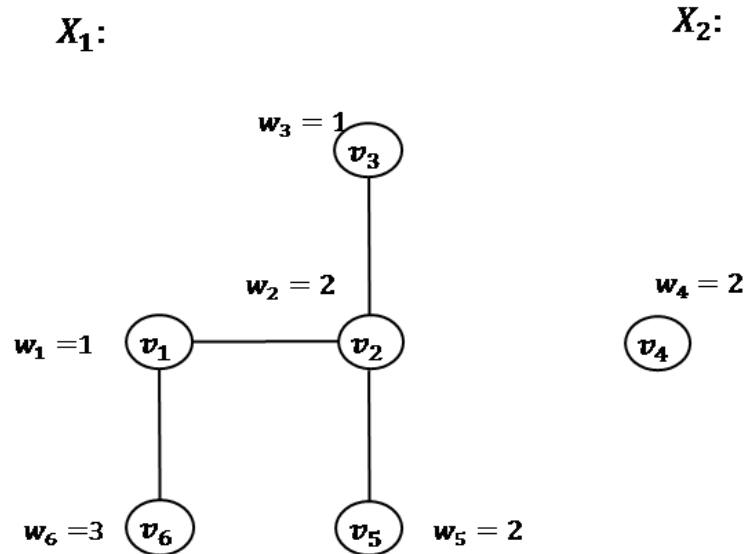 X₁:
X₂:
w₃ = 1
v₃
w₂ = 2
w₄ = 2
w₁ =1
v₁
v₂
v₄
w₆ =3
v₆
v₅
w₅ = 2